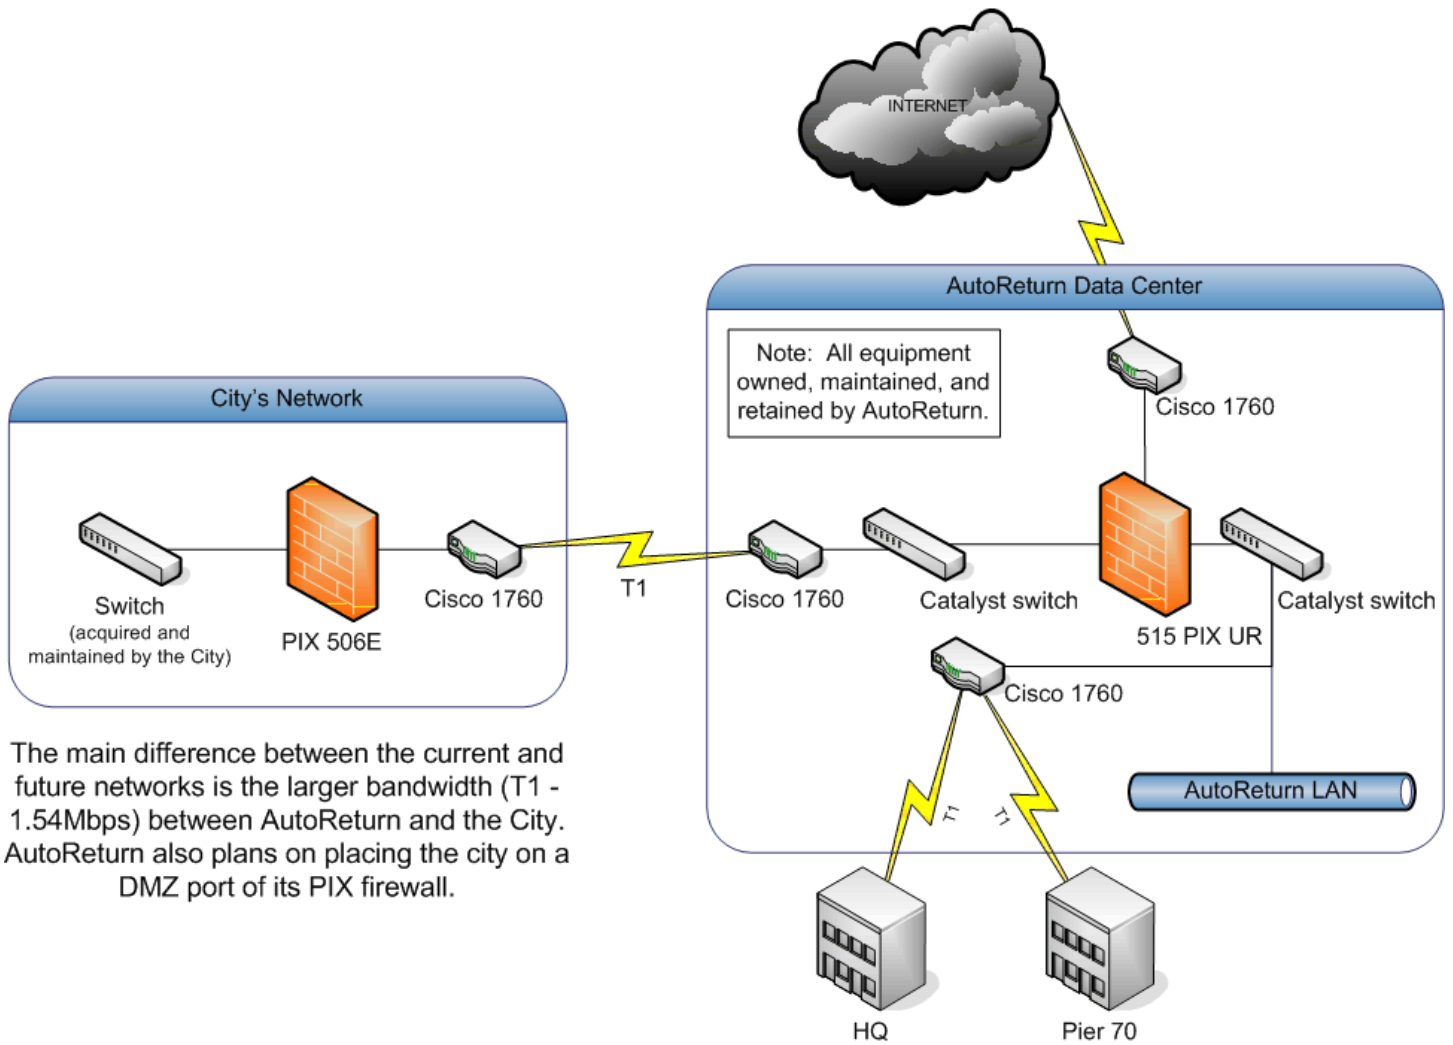 INTERNET
AutoReturn Data Center
Note:  All equipment
owned, maintained, and
retained by AutoReturn.
Cisco 1760
City's Network
Switch
(acquired and
maintained by the City)
PIX 506E
Cisco 1760
T1
Cisco 1760
Catalyst switch
515 PIX UR
Catalyst switch
Cisco 1760
The main difference between the current and
future networks is the larger bandwidth (T1 -
1.54Mbps) between AutoReturn and the City.
AutoReturn also plans on placing the city on a
DMZ port of its PIX firewall.
T1
T1
AutoReturn LAN
HQ
Pier 70